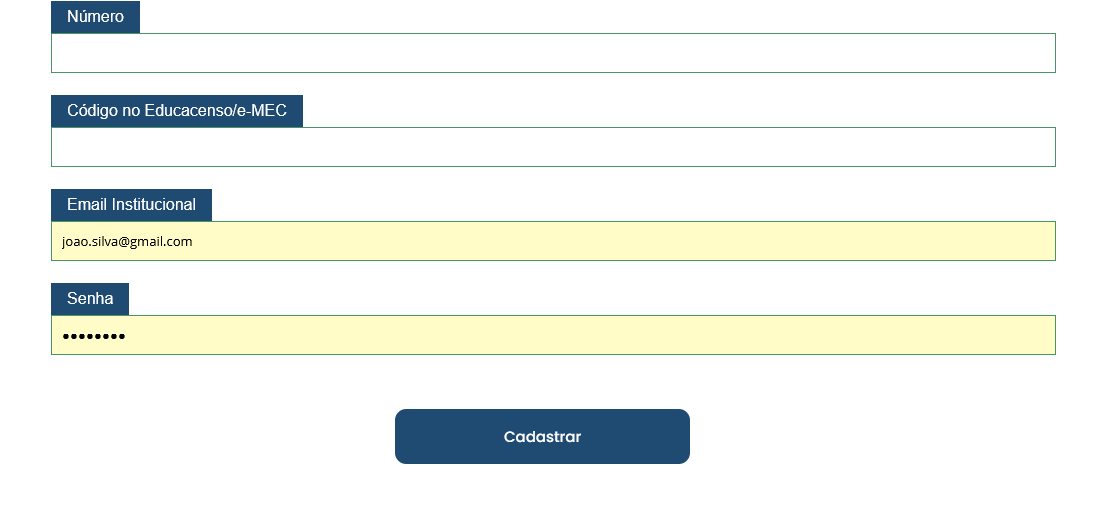 Número
Código no Educacenso/e-MEC
Email Institucional
joao.silva@gmail.com
Senha
••••••••
Cadastrar